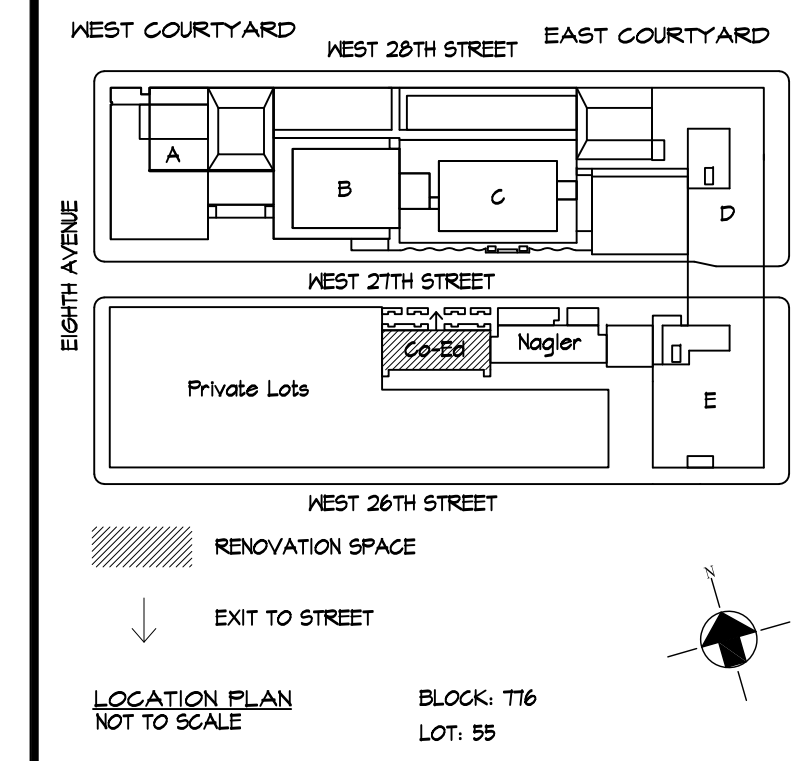 WEST COURTYARD
EAST COURTYARD
WEST 28TH STREET
A
B
C
D
EIGHTH AVENUE
WEST 27TH STREET
Co-Ed
Nagler
Private Lots
E
WEST 26TH STREET
RENOVATION SPACE
EXIT TO STREET
N
LOCATION PLAN
NOT TO SCALE
BLOCK: 776
LOT: 55